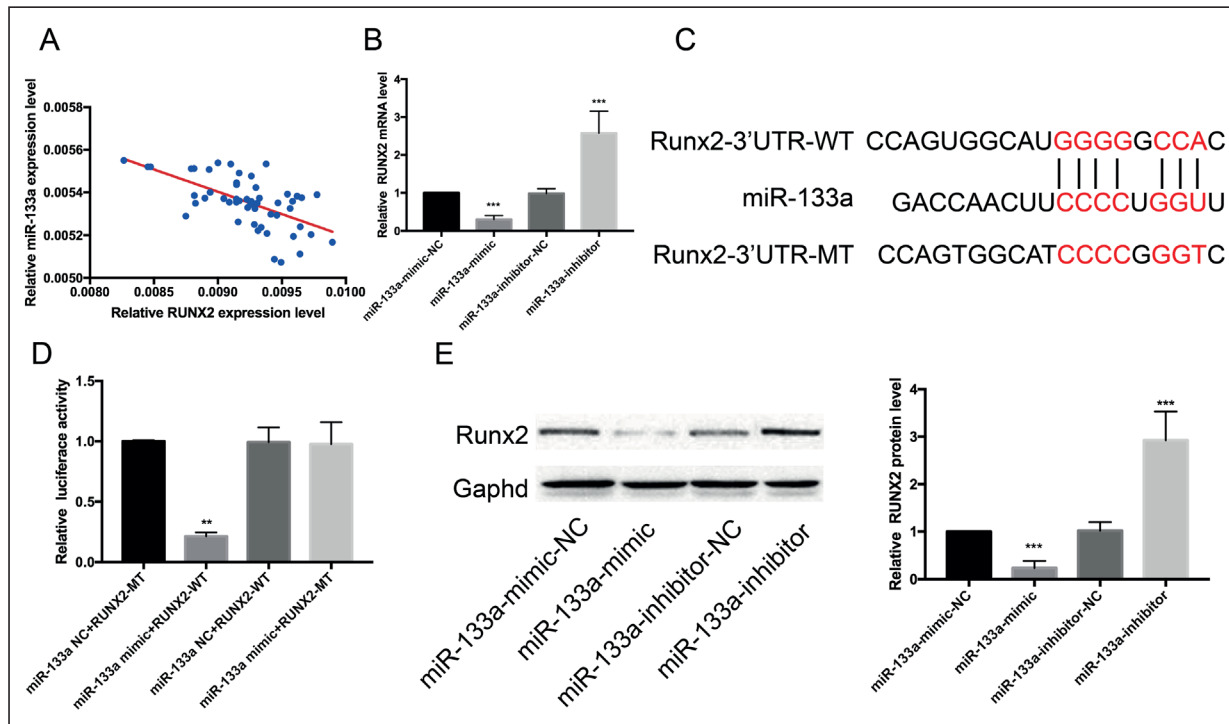 A
Relative miR-133a expression level
0.0058
0.0056
0.0054
0.0052
0.0050
0.0080
0.0085
0.0090
0.0095
0.0100
Relative RUNX2 expression level
B
Relative RUNX2 mRNA level
4
3
2
1
0
***
***
miR-133a-mimic-NC
miR-133a-mimic
miR-133a-inhibitor-NC
miR-133a-inhibitor
C
Runx2-3'UTR-WT CCAGUGGCAUGGGGGCCAC
miR-133a GACCAACUUCCCCUGGUU
Runx2-3'UTR-MT CCAGTGGCATCCCCGGGTC
D
Relative luciferace activity
1.5
1.0
0.5
0.0
**
miR-133a NC+RUNX2-MT
miR-133a mimic+RUNX2-WT
miR-133a NC+RUNX2-WT
miR-133a mimic+RUNX2-MT
E
Runx2
Gaphd
miR-133a-mimic-NC
miR-133a-mimic
miR-133a-inhibitor-NC
miR-133a-inhibitor
Relative RUNX2 protein level
4
3
2
1
0
***
***
miR-133a-mimic-NC
miR-133a-mimic
miR-133a-inhibitor-NC
miR-133a-inhibitor